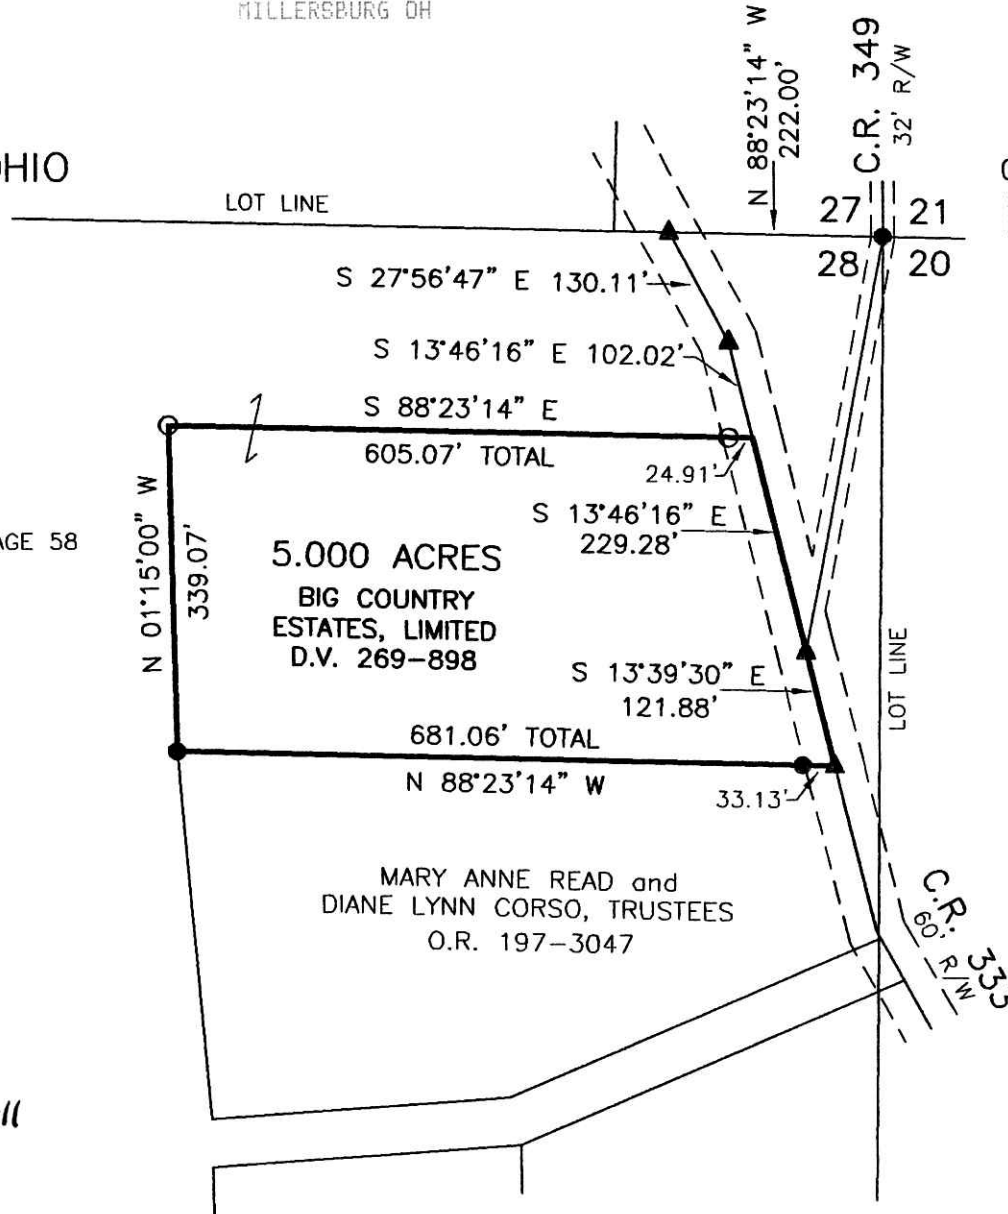 MILLERSBURG OH
N 88°23'14" W
222.00'
C.R. 349
32' R/W
OHIO
LOT LINE
27
21
28
20
S 27°56'47" E 130.11'
S 13°46'16" E 102.02'
S 88°23'14" E
605.07' TOTAL
24.91'
N 01°15'00" W
339.07'
S 13°46'16" E
229.28'
AGE 58
5.000 ACRES
BIG COUNTRY
ESTATES, LIMITED
D.V. 269-898
S 13°39'30" E
121.88'
LOT LINE
681.06' TOTAL
N 88°23'14" W
33.13'
MARY ANNE READ and
DIANE LYNN CORSO, TRUSTEES
O.R. 197-3047
C.R. 335
60' R/W
ll